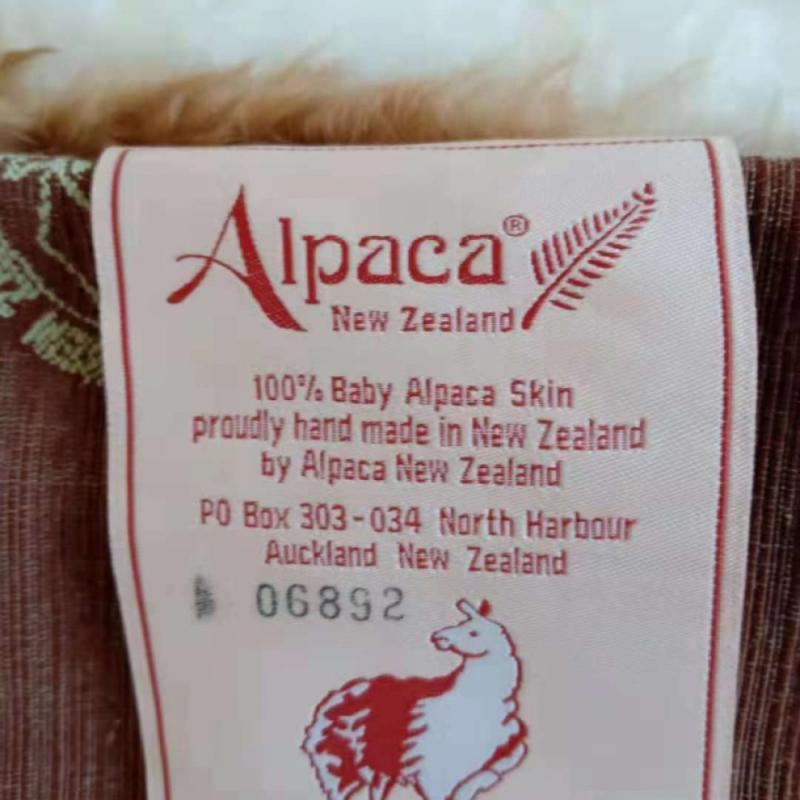 Alpaca®
New Zealand
100% Baby Alpaca Skin
proudly hand made in New Zealand
by Alpaca New Zealand
PO Box 303-034 North Harbour
Auckland New Zealand
06892